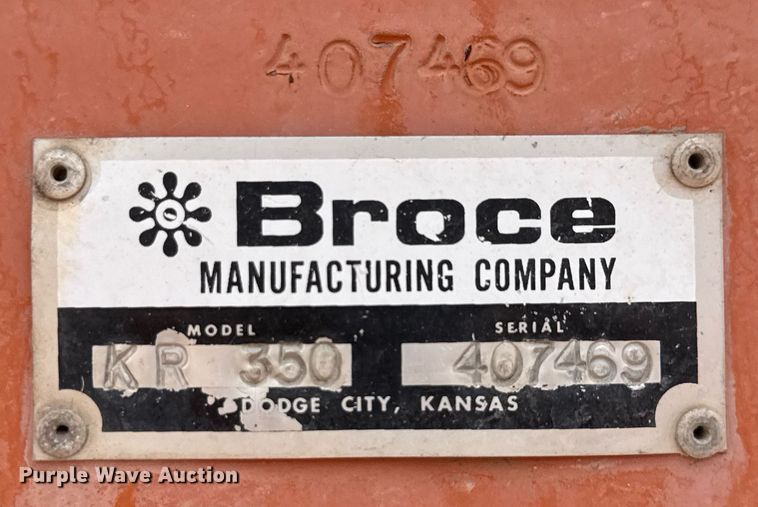 407469
Broce
MANUFACTURING COMPANY
MODEL SERIAL
KR 350 407469
DODGE CITY, KANSAS
Purple Wave Auction